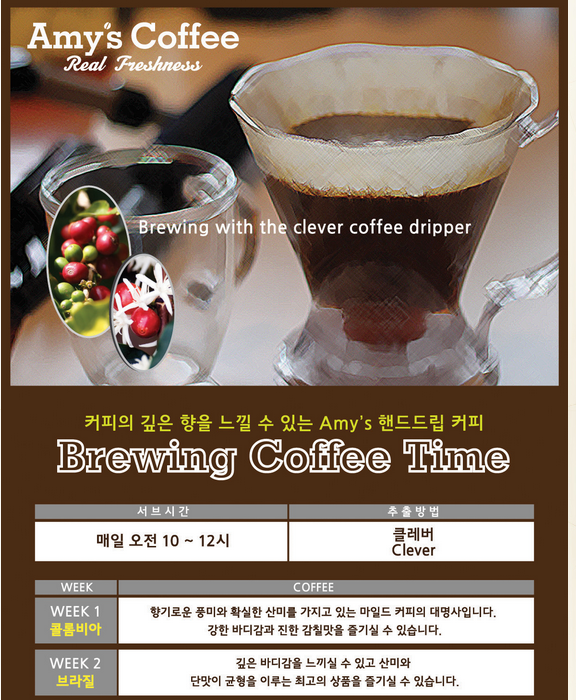 Amy's Coffee
Real Freshness
Brewing with the clever coffee dripper
커피의 깊은 향을 느낄 수 있는 Amy's 핸드드립 커피
Brewing Coffee Time
서브시간 추출방법
매일 오전 10 ~ 12시
클레버
Clever
WEEK COFFEE
WEEK 1
콜롬비아
향기로운 풍미와 확실한 산미를 가지고 있는 마일드 커피의 대명사입니다.
강한 바디감과 진한 감칠맛을 즐기실 수 있습니다.
WEEK 2
브라질
깊은 바디감을 느끼실 수 있고 산미와
단맛이 균형을 이루는 최고의 상품을 즐기실 수 있습니다.